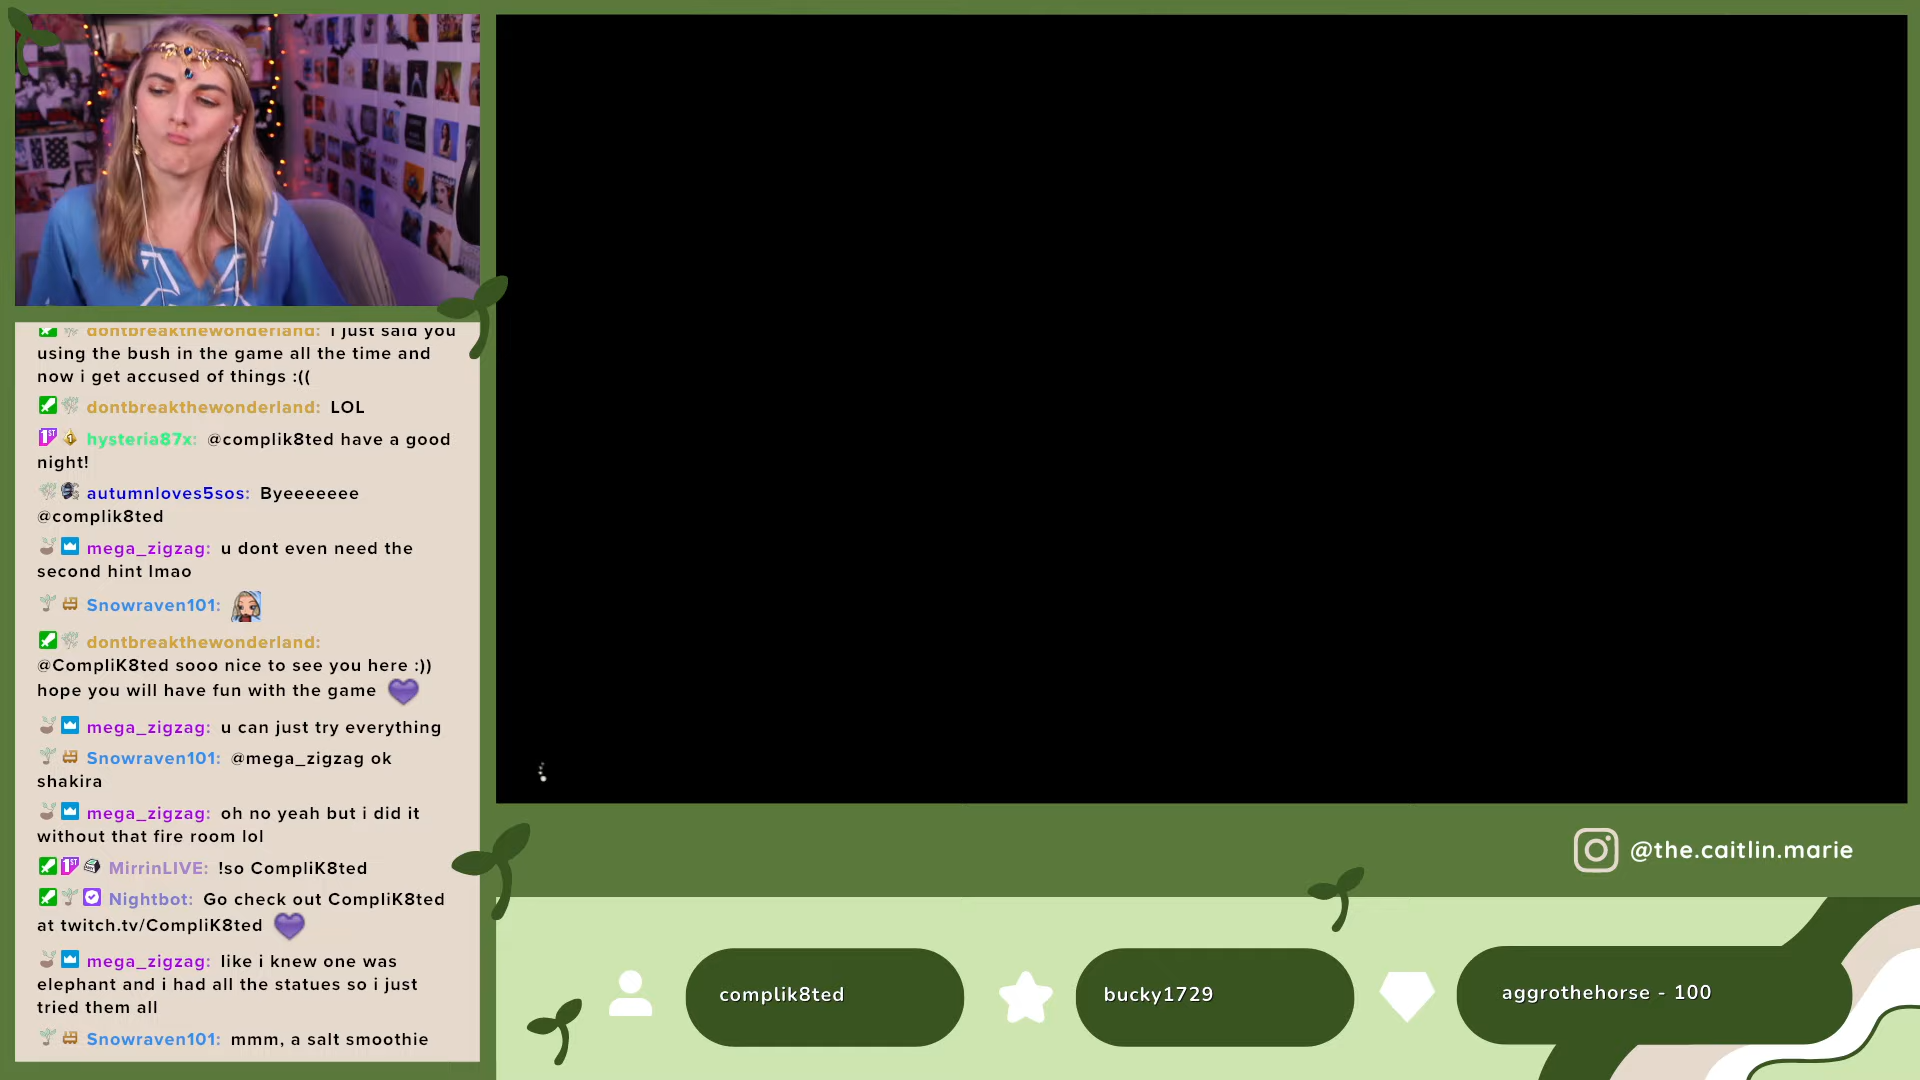 dontbreakthewonderland: i just said you
using the bush in the game all the time and
now i get accused of things :((
dontbreakthewonderland: LOL
hysteria87x: @complik8ted have a good
night!
autumnloves5sos: Byeeeeeee
@complik8ted
mega_zigzag: u dont even need the
second hint lmao
Snowraven101:
dontbreakthewonderland:
@CompliK8ted sooo nice to see you here :))
hope you will have fun with the game
mega_zigzag: u can just try everything
Snowraven101: @mega_zigzag ok
shakira
mega_zigzag: oh no yeah but i did it
without that fire room lol
MirrinLIVE: !so CompliK8ted
Nightbot: Go check out CompliK8ted
at twitch.tv/CompliK8ted
mega_zigzag: like i knew one was
elephant and i had all the statues so i just
tried them all
Snowraven101: mmm, a salt smoothie
@the.caitlin.marie
complik8ted
bucky1729
aggrothehorse - 100